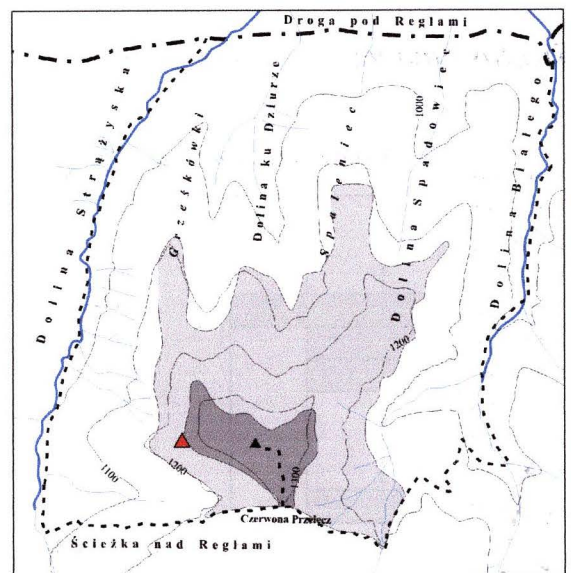 Droga pod Reglami
Dolina Strążyska
Grześkówki
Dolina ku Dziurze
Spaleniec
1000
Dolina Spadowiec
Dolina Białego
1200
1100
1200
1300
Czerwona Przełęcz
Ścieżka nad Reglami